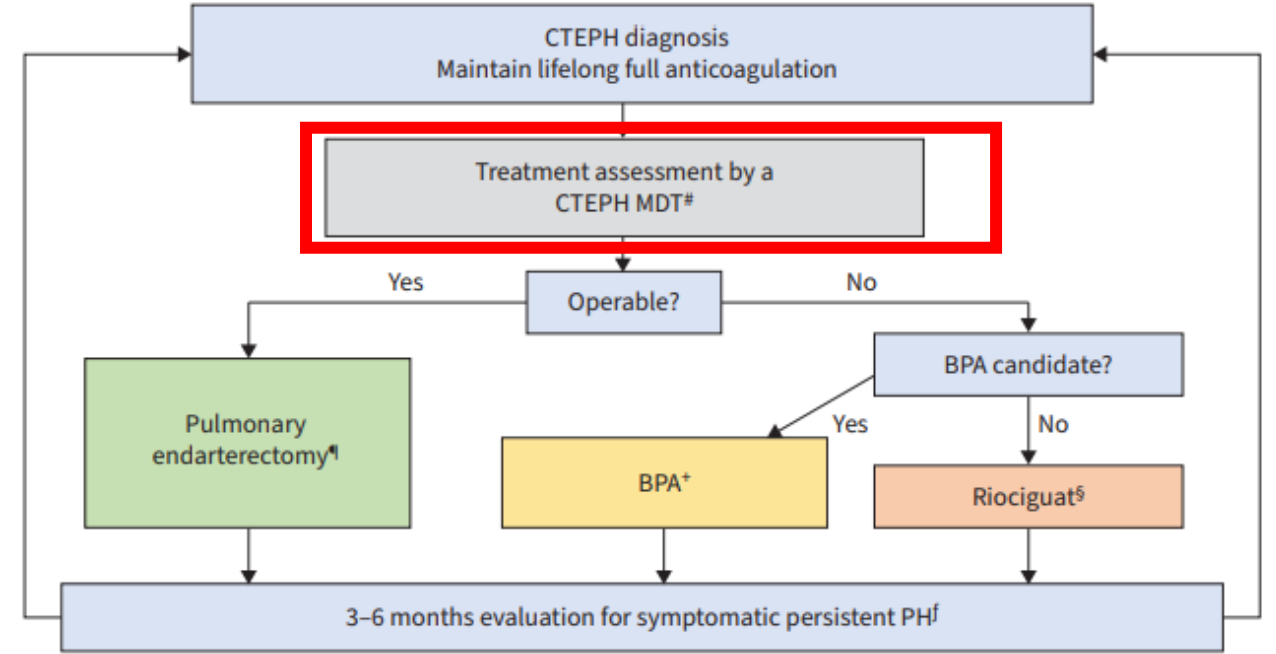 CTEPH diagnosis
Maintain lifelong full anticoagulation
Treatment assessment by a
CTEPH MDT#
Yes
No
Operable?
BPA candidate?
Pulmonary
endarterectomy¶
Yes
No
BPA+
Riociguat§
3–6 months evaluation for symptomatic persistent PHƒ